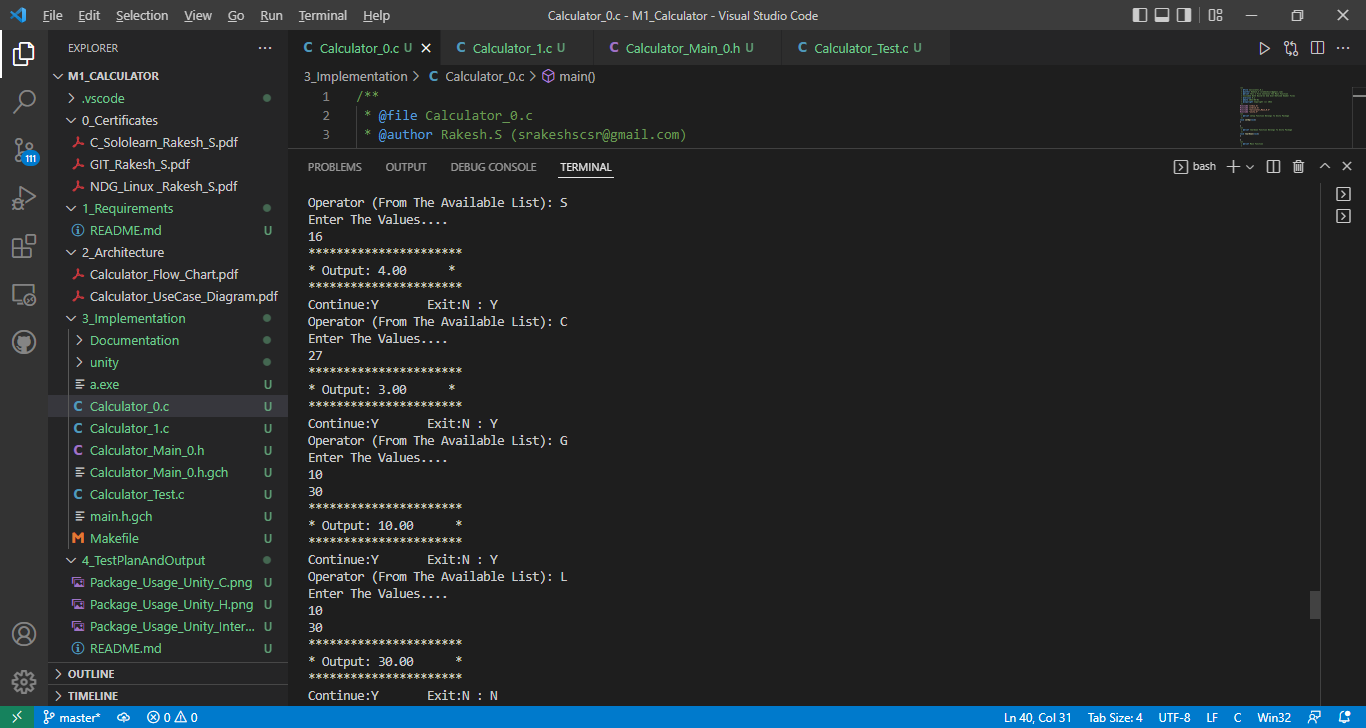 File Edit Selection View Go Run Terminal Help Calculator_0.c - M1_Calculator - Visual Studio Code
EXPLORER
M1_CALCULATOR
.vscode
0_Certificates
C_Sololearn_Rakesh_S.pdf
GIT_Rakesh_S.pdf
NDG_Linux _Rakesh_S.pdf
1_Requirements
README.md U
2_Architecture
Calculator_Flow_Chart.pdf
Calculator_UseCase_Diagram.pdf
3_Implementation
Documentation
unity
a.exe U
C Calculator_0.c U
C Calculator_1.c U
C Calculator_Main_0.h U
Calculator_Main_0.h.gch U
C Calculator_Test.c U
main.h.gch U
M Makefile U
4_TestPlanAndOutput
Package_Usage_Unity_C.png U
Package_Usage_Unity_H.png U
Package_Usage_Unity_Inter... U
README.md U
OUTLINE
TIMELINE
111
C Calculator_0.c U C Calculator_1.c U C Calculator_Main_0.h U C Calculator_Test.c U
3_Implementation > C Calculator_0.c > main()
1 /**
2 * @file Calculator_0.c
3 * @author Rakesh.S (srakeshscsr@gmail.com)
PROBLEMS OUTPUT DEBUG CONSOLE TERMINAL bash
Operator (From The Available List): S
Enter The Values....
16
**********************
* Output: 4.00 *
**********************
Continue:Y Exit:N : Y
Operator (From The Available List): C
Enter The Values....
27
**********************
* Output: 3.00 *
**********************
Continue:Y Exit:N : Y
Operator (From The Available List): G
Enter The Values....
10
30
**********************
* Output: 10.00 *
**********************
Continue:Y Exit:N : Y
Operator (From The Available List): L
Enter The Values....
10
30
**********************
* Output: 30.00 *
**********************
Continue:Y Exit:N : N
master* 0 0 Ln 40, Col 31 Tab Size: 4 UTF-8 LF C Win32